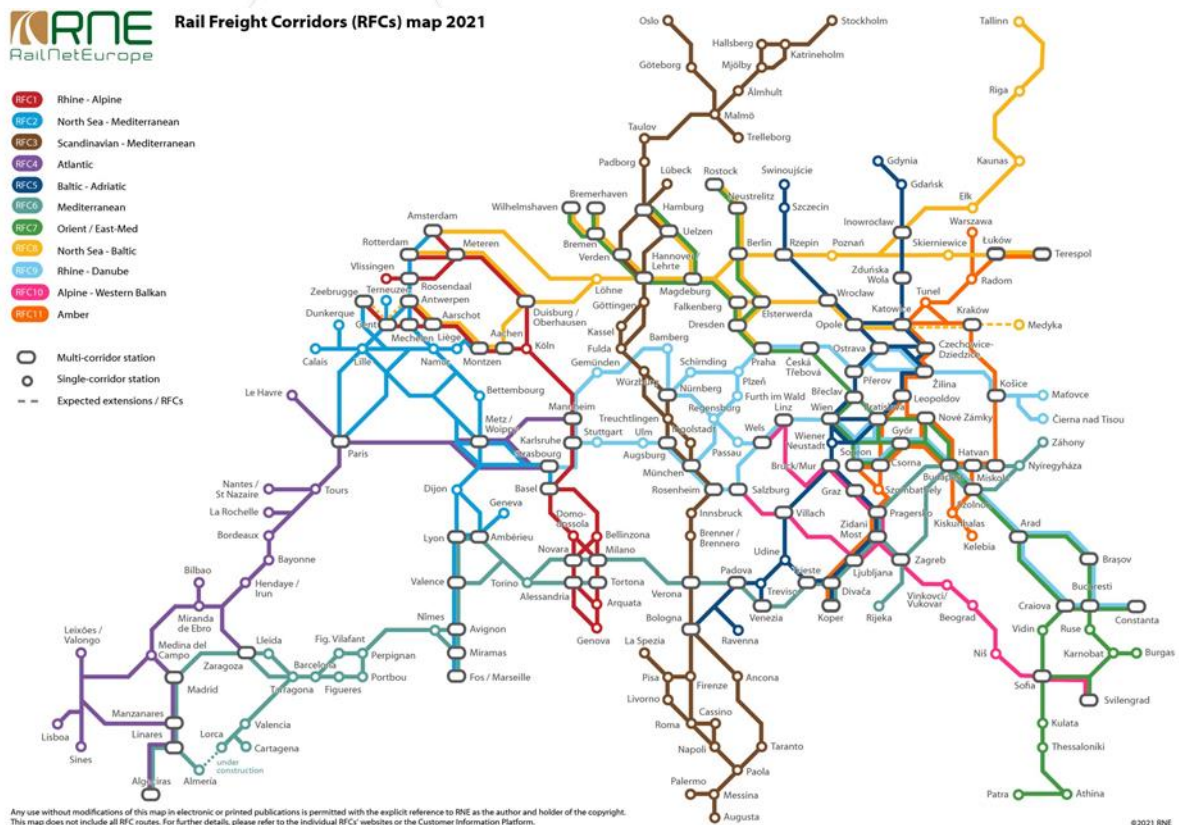 RNE
RailNetEurope
Rail Freight Corridors (RFCs) map 2021
RFC1 Rhine - Alpine
RFC2 North Sea - Mediterranean
RFC3 Scandinavian - Mediterranean
RFC4 Atlantic
RFC5 Baltic - Adriatic
RFC6 Mediterranean
RFC7 Orient / East-Med
RFC8 North Sea - Baltic
RFC9 Rhine - Danube
RFC10 Alpine - Western Balkan
RFC11 Amber
Multi-corridor station
Single-corridor station
Expected extensions / RFCs
Oslo
Stockholm
Tallinn
Hallsberg
Katrineholm
Göteborg
Mjölby
Älmhult
Riga
Malmö
Taulov
Trelleborg
Padborg
Gdynia
Kaunas
Lübeck
Rostock
Swinoujście
Gdańsk
Bremerhaven
Neustrelitz
Wilhelmshaven
Hamburg
Szczecin
Ełk
Amsterdam
Inowrocław
Warszawa
Uelzen
Rotterdam
Meteren
Bremen
Verden
Hannover/
Lehrte
Berlin
Rzepin
Poznań
Skierniewice
Łuków
Terespol
Vlissingen
Roosendaal
Zduńska
Wola
Radom
Zeebrugge
Terneuzen
Antwerpen
Löhne
Magdeburg
Dunkerque
Aarschot
Duisburg /
Oberhausen
Göttingen
Falkenberg
Elsterwerda
Wrocław
Tunel
Gent
Mechelen
Liège
Aachen
Kassel
Dresden
Opole
Katowice
Kraków
Medyka
Calais
Lille
Namur
Montzen
Köln
Fulda
Bamberg
Gemünden
Schirnding
Praha
Česká
Třebová
Ostrava
Czechowice-
Dziedzice
Le Havre
Bettembourg
Würzburg
Nürnberg
Plzeň
Přerov
Žilina
Košice
Maťovce
Metz /
Woippy
Mannheim
Treuchtlingen
Regensburg
Furth im Wald
Břeclav
Leopoldov
Čierna nad Tisou
Karlsruhe
Stuttgart
Ulm
Ingolstadt
Linz
Wien
Bratislava
Nové Zámky
Paris
Strasbourg
Augsburg
Passau
Wels
Wiener
Neustadt
Sopron
Győr
Hatvan
Záhony
München
Bruck/Mur
Csorna
Budapest
Miskolc
Nyíregyháza
Nantes /
St Nazaire
Tours
Dijon
Basel
Rosenheim
Salzburg
Graz
Szombathely
Szolnok
La Rochelle
Geneva
Domo-
dossola
Innsbruck
Villach
Pragersko
Kiskunhalas
Arad
Bordeaux
Lyon
Ambérieu
Bellinzona
Brenner /
Brennero
Zidani
Most
Kelebia
Bayonne
Novara
Milano
Udine
Zagreb
Brașov
Bilbao
Hendaye /
Irun
Valence
Torino
Alessandria
Tortona
Verona
Padova
Treviso
Trieste
Divača
Ljubljana
Vinkovci/
Vukovar
București
Miranda
de Ebro
Nîmes
Avignon
Arquata
Bologna
Venezia
Koper
Rijeka
Beograd
Craiova
Constanta
Leixões /
Valongo
Medina del
Campo
Lleida
Fig. Vilafant
Perpignan
Genova
La Spezia
Ravenna
Vidin
Ruse
Zaragoza
Barcelona
Miramas
Niš
Karnobat
Burgas
Madrid
Tarragona
Figueres
Portbou
Fos / Marseille
Pisa
Firenze
Ancona
Sofia
Svilengrad
Manzanares
Valencia
Livorno
Cassino
Lisboa
Linares
Lorca
Cartagena
Roma
Kulata
Sines
under
construction
Napoli
Taranto
Thessaloniki
Algeciras
Almería
Paola
Palermo
Messina
Patra
Athina
Augusta
Any use without modifications of this map in electronic or printed publications is permitted with the explicit reference to RNE as the author and holder of the copyright.
This map does not include all RFC routes. For further details, please refer to the individual RFCs' websites or the Customer Information Platform.
©2021 RNE